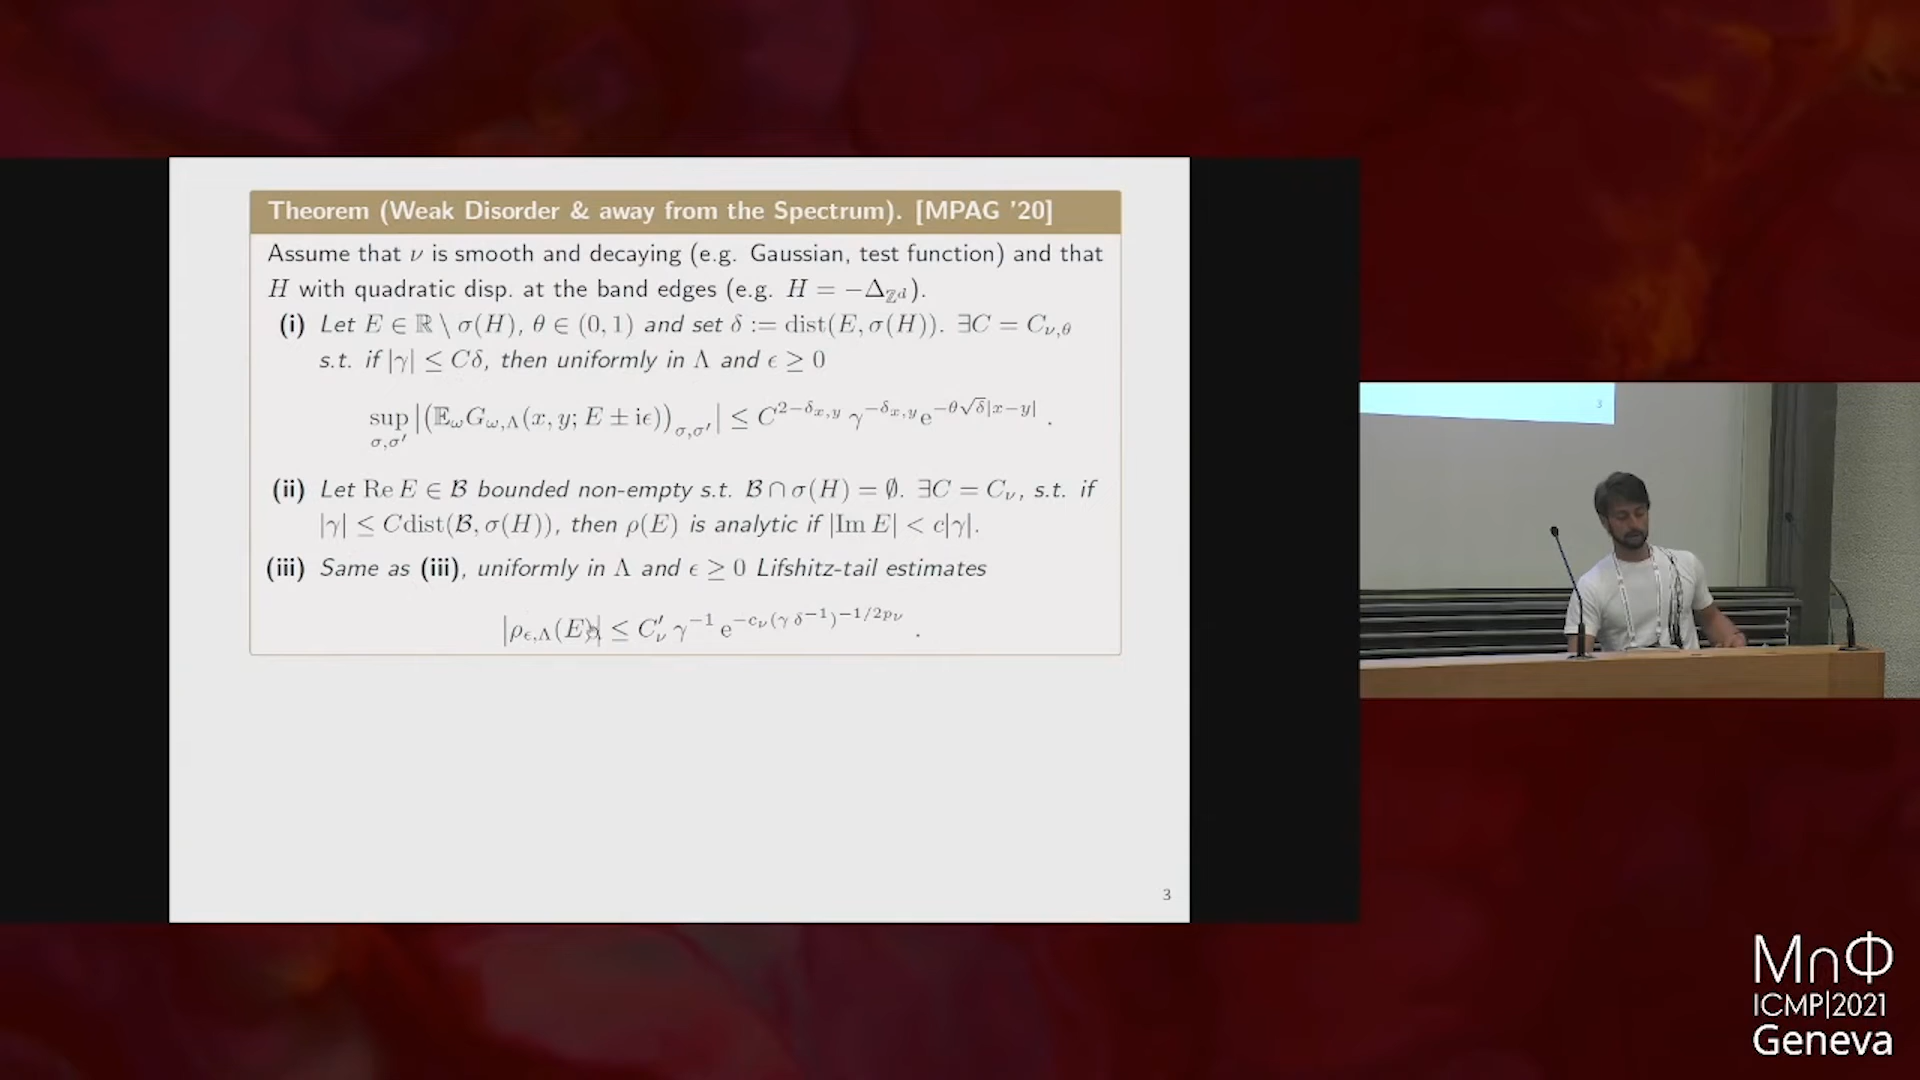 Theorem (Weak Disorder & away from the Spectrum). [MPAG '20]
Assume that ν is smooth and decaying (e.g. Gaussian, test function) and that
H with quadratic disp. at the band edges (e.g. H = −Δ_{ℤ^d}).
(i) Let E ∈ ℝ \ σ(H), θ ∈ (0, 1) and set δ := dist(E, σ(H)). ∃C = C_{ν,θ}
s.t. if |γ| ≤ Cδ, then uniformly in Λ and ϵ ≥ 0
sup_{σ,σ'} |(𝔼_ω G_{ω,Λ}(x, y; E ± iϵ))_{σ,σ'}| ≤ C^{2−δ_{x,y}} γ^{−δ_{x,y}} e^{−θ√δ|x−y|} .
(ii) Let Re E ∈ ℬ bounded non-empty s.t. ℬ ∩ σ(H) = ∅. ∃C = C_ν, s.t. if
|γ| ≤ Cdist(ℬ, σ(H)), then ρ(E) is analytic if |Im E| < c|γ|.
(iii) Same as (iii), uniformly in Λ and ϵ ≥ 0 Lifshitz-tail estimates
|ρ_{ϵ,Λ}(E)| ≤ C'_ν γ^{−1} e^{−c_ν(γ δ^{−1})^{−1/2p_ν}} .
3
3
M∩Φ
ICMP|2021
Geneva